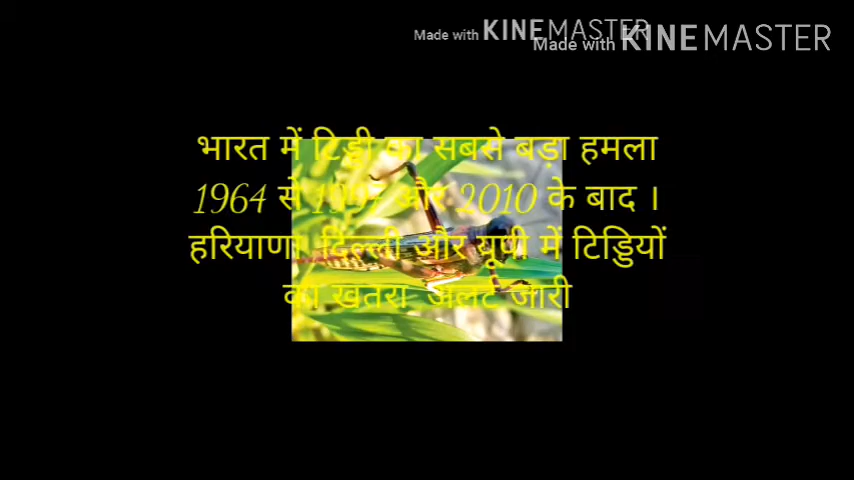 Made with KINEMASTER
Made with KINEMASTER
भारत में टिड्डी का सबसे बड़ा हमला
1964 से और 2010 के बाद ।
हरियाणा, दिल्ली और यूपी में टिड्डियों
का खतरा अलर्ट जारी